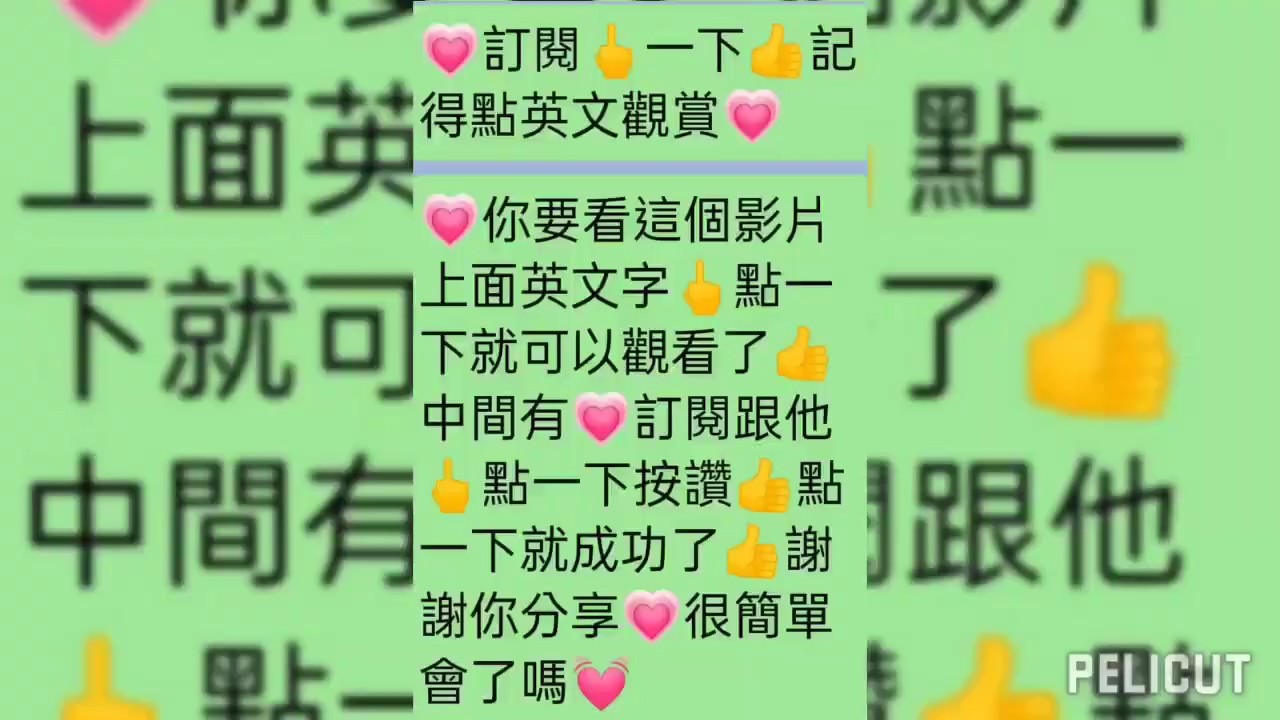 💗訂閱🖕一下👍記
得點英文觀賞💗
💗你要看這個影片
上面英文字🖕點一
下就可以觀看了👍
中間有💗訂閱跟他
🖕點一下按讚👍點
一下就成功了👍謝
謝你分享💗很簡單
會了嗎💓
PELICUT